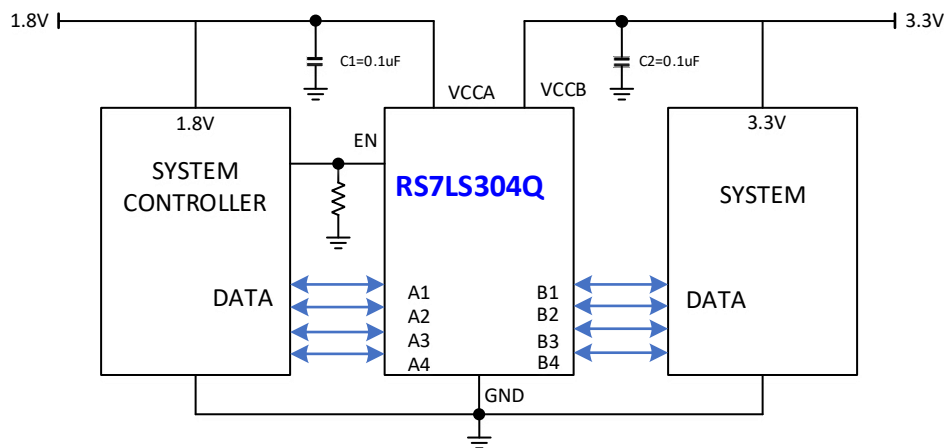 1.8V
3.3V
C1=0.1uF
C2=0.1uF
VCCA
VCCB
1.8V
SYSTEM
CONTROLLER
EN
RS7LS304Q
3.3V
SYSTEM
DATA
A1
A2
A3
A4
B1
B2
B3
B4
DATA
GND